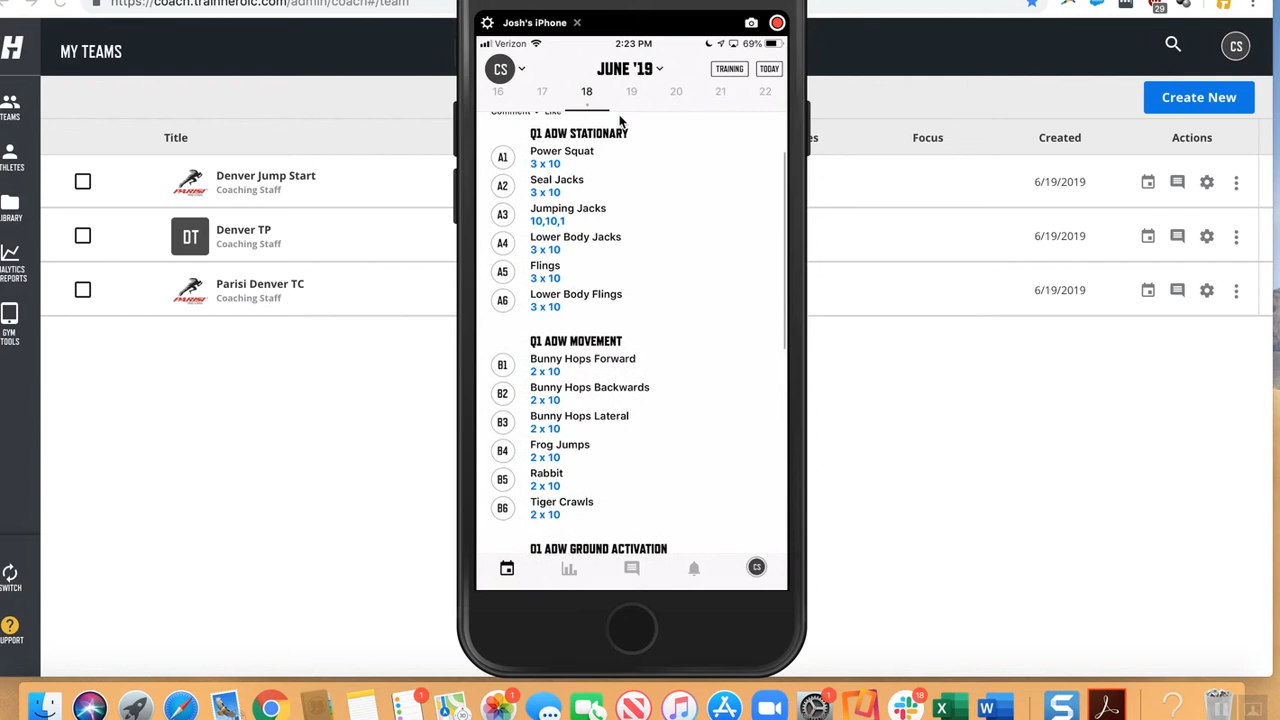 https://coach.trainheroic.com/admin/coach#/team
MY TEAMS
CS
Create New
Title
Focus
Created
Actions
Denver Jump Start
Coaching Staff
6/19/2019
DT
Denver TP
Coaching Staff
6/19/2019
Parisi Denver TC
Coaching Staff
6/19/2019
TEAMS
SWITCH
SUPPORT
GYM
TOOLS
Josh's iPhone
Verizon
2:23 PM
69%
CS
JUNE '19
TRAINING
TODAY
16 17 18 19 20 21 22
Q1 ADW STATIONARY
A1 Power Squat
3 x 10
A2 Seal Jacks
3 x 10
A3 Jumping Jacks
10,10,1
A4 Lower Body Jacks
3 x 10
A5 Flings
3 x 10
A6 Lower Body Flings
3 x 10
Q1 ADW MOVEMENT
B1 Bunny Hops Forward
2 x 10
B2 Bunny Hops Backwards
2 x 10
B3 Bunny Hops Lateral
2 x 10
B4 Frog Jumps
2 x 10
B5 Rabbit
2 x 10
B6 Tiger Crawls
2 x 10
Q1 ADW GROUND ACTIVATION
CS